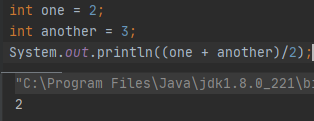 int one = 2;
int another = 3;
System.out.println((one + another)/2);
"C:\Program Files\Java\jdk1.8.0_221\bi
2